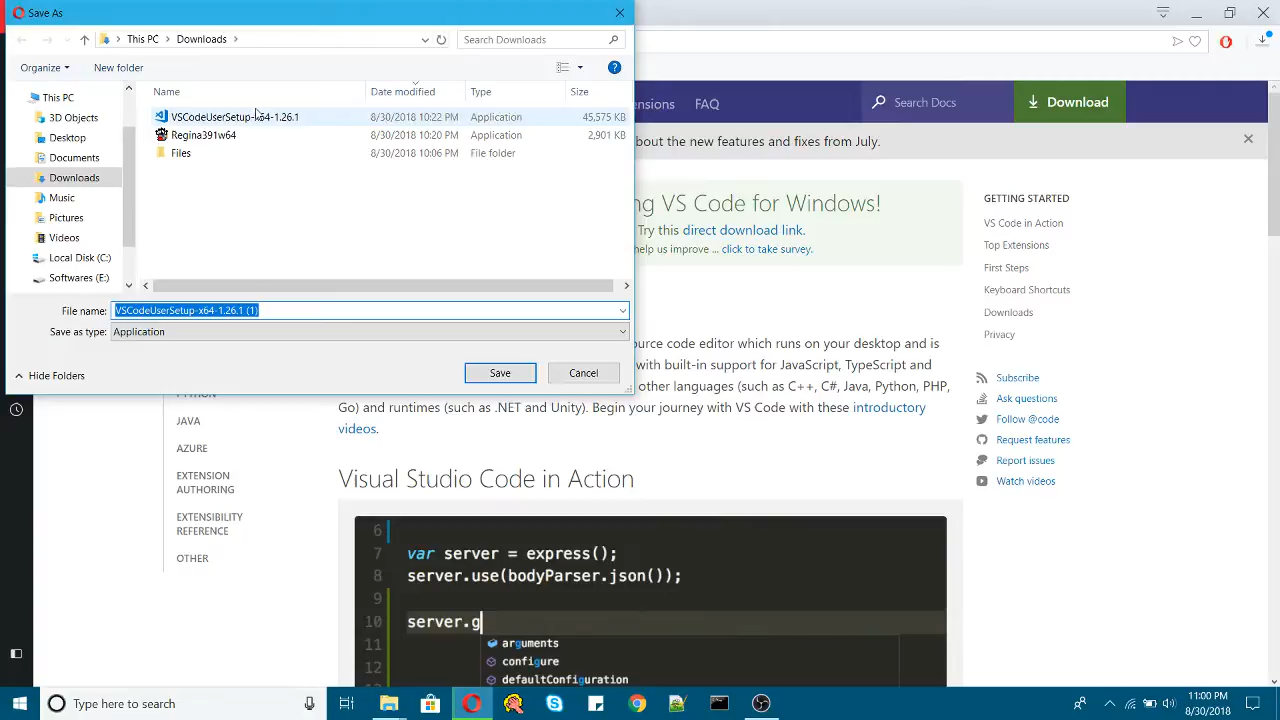 Save As
This PC
Downloads
Search Downloads
Organize
New folder
Name
Date modified
Type
Size
This PC
3D Objects
Desktop
Documents
Downloads
Music
Pictures
Videos
Local Disk (C:)
Softwares (E:)
VSCodeUserSetup-x64-1.26.1
8/30/2018 10:22 PM
Application
45,575 KB
Regina391w64
8/30/2018 10:20 PM
Application
2,901 KB
Files
8/30/2018 10:06 PM
File folder
File name:
VSCodeUserSetup-x64-1.26.1 (1)
Save as type:
Application
Hide Folders
Save
Cancel
ensions
FAQ
Search Docs
Download
bout the new features and fixes from July.
ng VS Code for Windows!
Try this direct download link.
help us improve ... click to take survey.
GETTING STARTED
VS Code in Action
Top Extensions
First Steps
Keyboard Shortcuts
Downloads
Privacy
Subscribe
Ask questions
Follow @code
Request features
Report issues
Watch videos
PYTHON
JAVA
AZURE
EXTENSION
AUTHORING
EXTENSIBILITY
REFERENCE
OTHER
urce code editor which runs on your desktop and is
with built-in support for JavaScript, TypeScript and
other languages (such as C++, C#, Java, Python, PHP,
Go) and runtimes (such as .NET and Unity). Begin your journey with VS Code with these introductory
videos.
Visual Studio Code in Action
6
7 var server = express();
8 server.use(bodyParser.json());
9
10 server.g
11 arguments
12 configure
defaultConfiguration
Type here to search
11:00 PM
8/30/2018